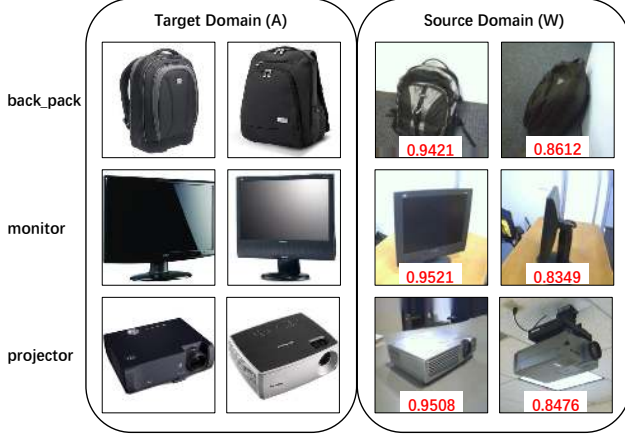 Target Domain (A)
Source Domain (W)
back_pack
0.9421
0.8612
monitor
0.9521
0.8349
projector
0.9508
0.8476